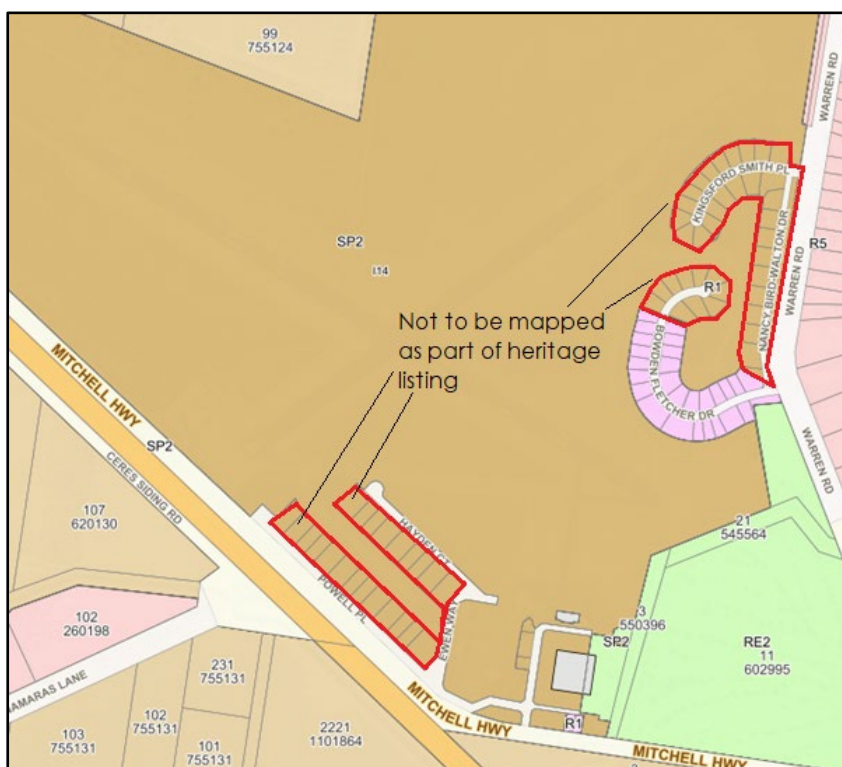 99
755124
WARREN RD
KINGSFORD SMITH PL
SP2
I14
R5
NANCY BIRD-WALTON DR
WARREN RD
R1
Not to be mapped
as part of heritage
listing
BOWDEN FLETCHER DR
MITCHELL HWY
SP2
CERES SIDING RD
WARREN RD
107
620130
21
545564
HAYDEN CT
POWELL PL
EWEN WAY
102
260198
3
550396
SP2
RE2
11
602995
NAMARAS LANE
231
755131
MITCHELL HWY
102
755131
2221
1101864
R1
103
755131
101
755131
MITCHELL HWY